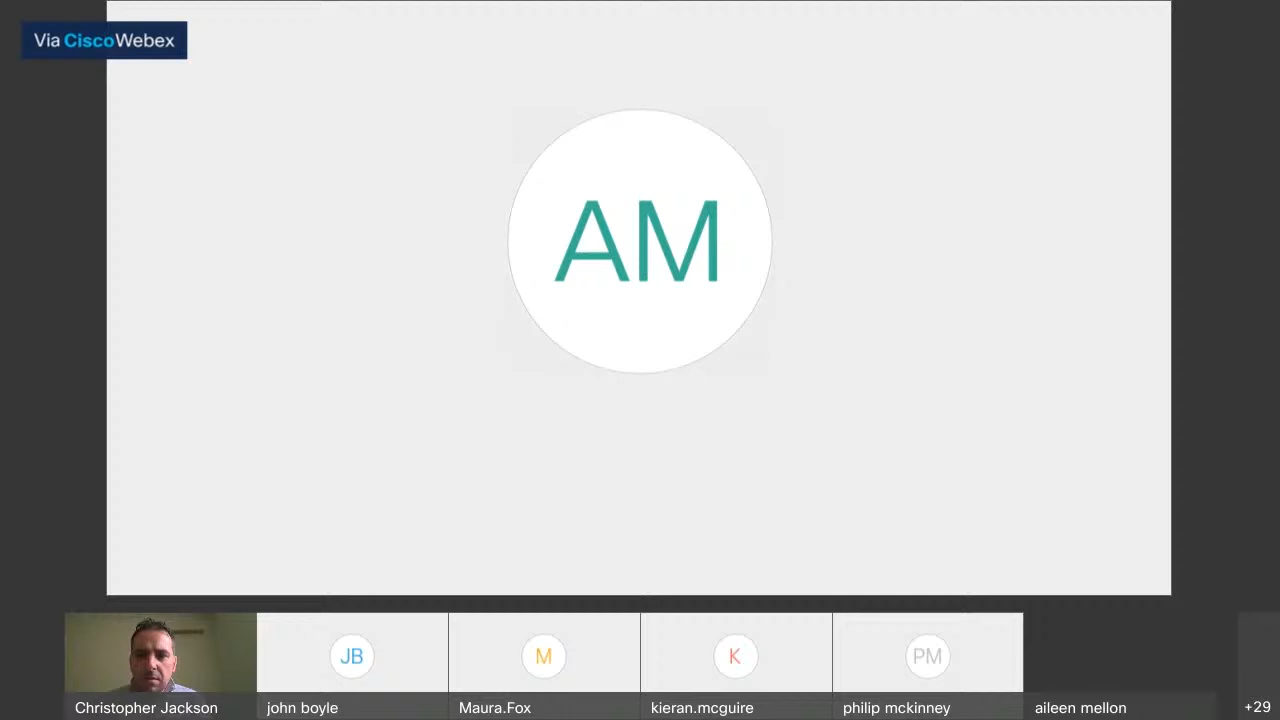 Via CiscoWebex
AM
JB
M
K
PM
Christopher Jackson
john boyle
Maura.Fox
kieran.mcguire
philip mckinney
aileen mellon
+29